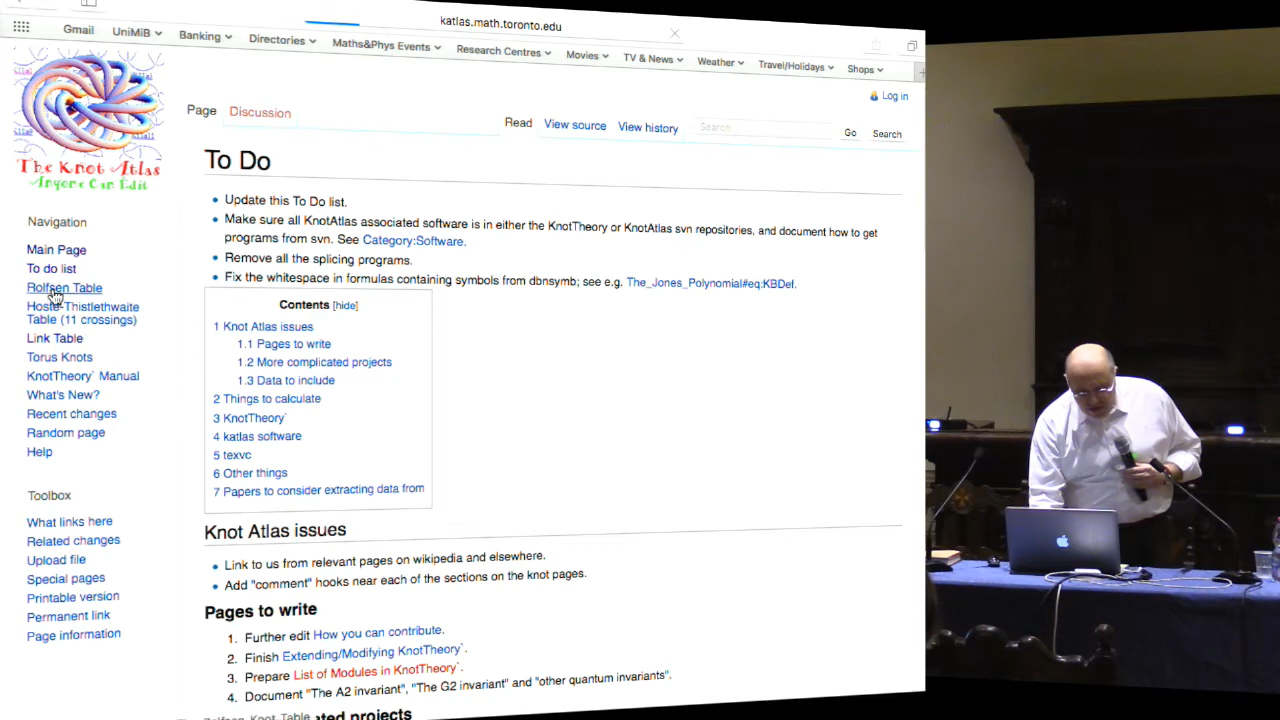 katlas.math.toronto.edu
Gmail UniMiB Banking Directories Maths&Phys Events Research Centres Movies TV & News Weather Travel/Holidays Shops
Log in
Page Discussion Read View source View history Search Go Search
The Knot Atlas
Anyone Can Edit
To Do
Update this To Do list.
Make sure all KnotAtlas associated software is in either the KnotTheory or KnotAtlas svn repositories, and document how to get
programs from svn. See Category:Software.
Remove all the splicing programs.
Fix the whitespace in formulas containing symbols from dbnsymb; see e.g. The_Jones_Polynomial#eq:KBDef.
Navigation
Main Page
To do list
Rolfsen Table
Hoste-Thistlethwaite
Table (11 crossings)
Link Table
Torus Knots
KnotTheory` Manual
What's New?
Recent changes
Random page
Help
Toolbox
What links here
Related changes
Upload file
Special pages
Printable version
Permanent link
Page information
Contents [hide]
1 Knot Atlas issues
1.1 Pages to write
1.2 More complicated projects
1.3 Data to include
2 Things to calculate
3 KnotTheory`
4 katlas software
5 texvc
6 Other things
7 Papers to consider extracting data from
Knot Atlas issues
Link to us from relevant pages on wikipedia and elsewhere.
Add "comment" hooks near each of the sections on the knot pages.
Pages to write
1. Further edit How you can contribute.
2. Finish Extending/Modifying KnotTheory`.
3. Prepare List of Modules in KnotTheory`.
4. Document "The A2 invariant", "The G2 invariant" and "other quantum invariants".